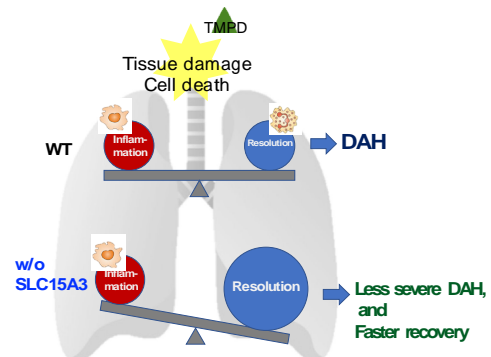 TMPD
Tissue damage
Cell death
WT
Inflam-
mation
Resolution
DAH
w/o
SLC15A3
Inflam-
mation
Resolution
Less severe DAH,
and
Faster recovery